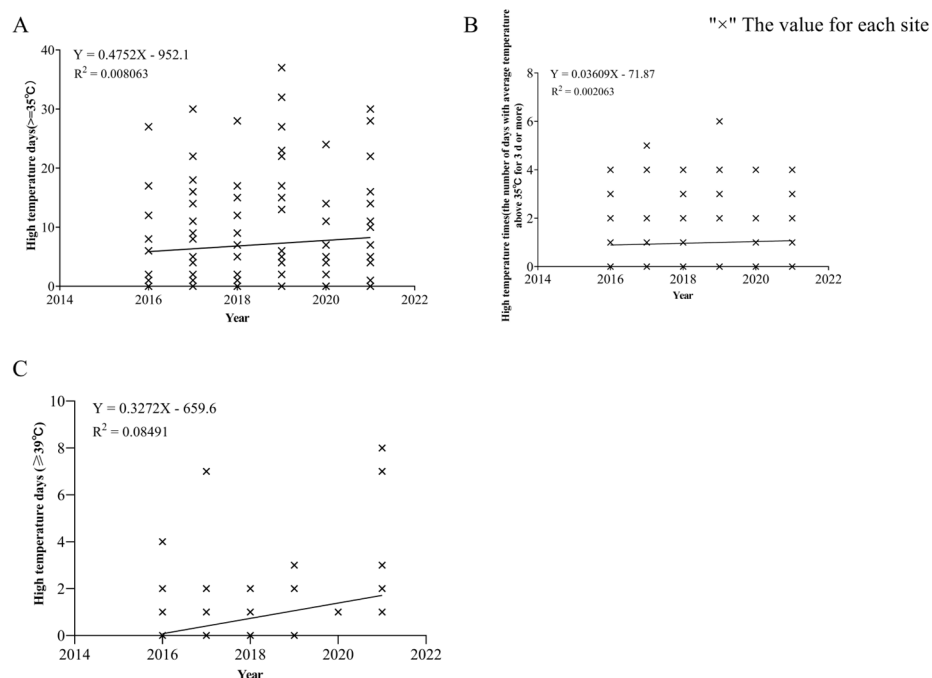 A
Y = 0.4752X - 952.1
R² = 0.008063
High temperature days(>=35℃)
40
30
20
10
0
2014 2016 2018 2020 2022
Year
B
"×" The value for each site
Y = 0.03609X - 71.87
R² = 0.002063
High temperature times(the number of days with average temperature
above 35℃ for 3 d or more)
8
6
4
2
0
2014 2016 2018 2020 2022
Year
C
Y = 0.3272X - 659.6
R² = 0.08491
High temperature days (≥39℃)
10
8
6
4
2
0
2014 2016 2018 2020 2022
Year